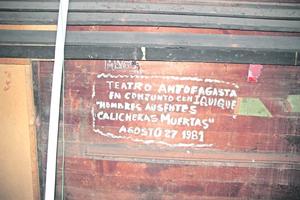 TEATRO ANTOFAGASTA
EN CONJUNTO CON IQUIQUE
"HOMBRES AUSENTES
CALICHERAS MUERTAS"
AGOSTO 27 1981